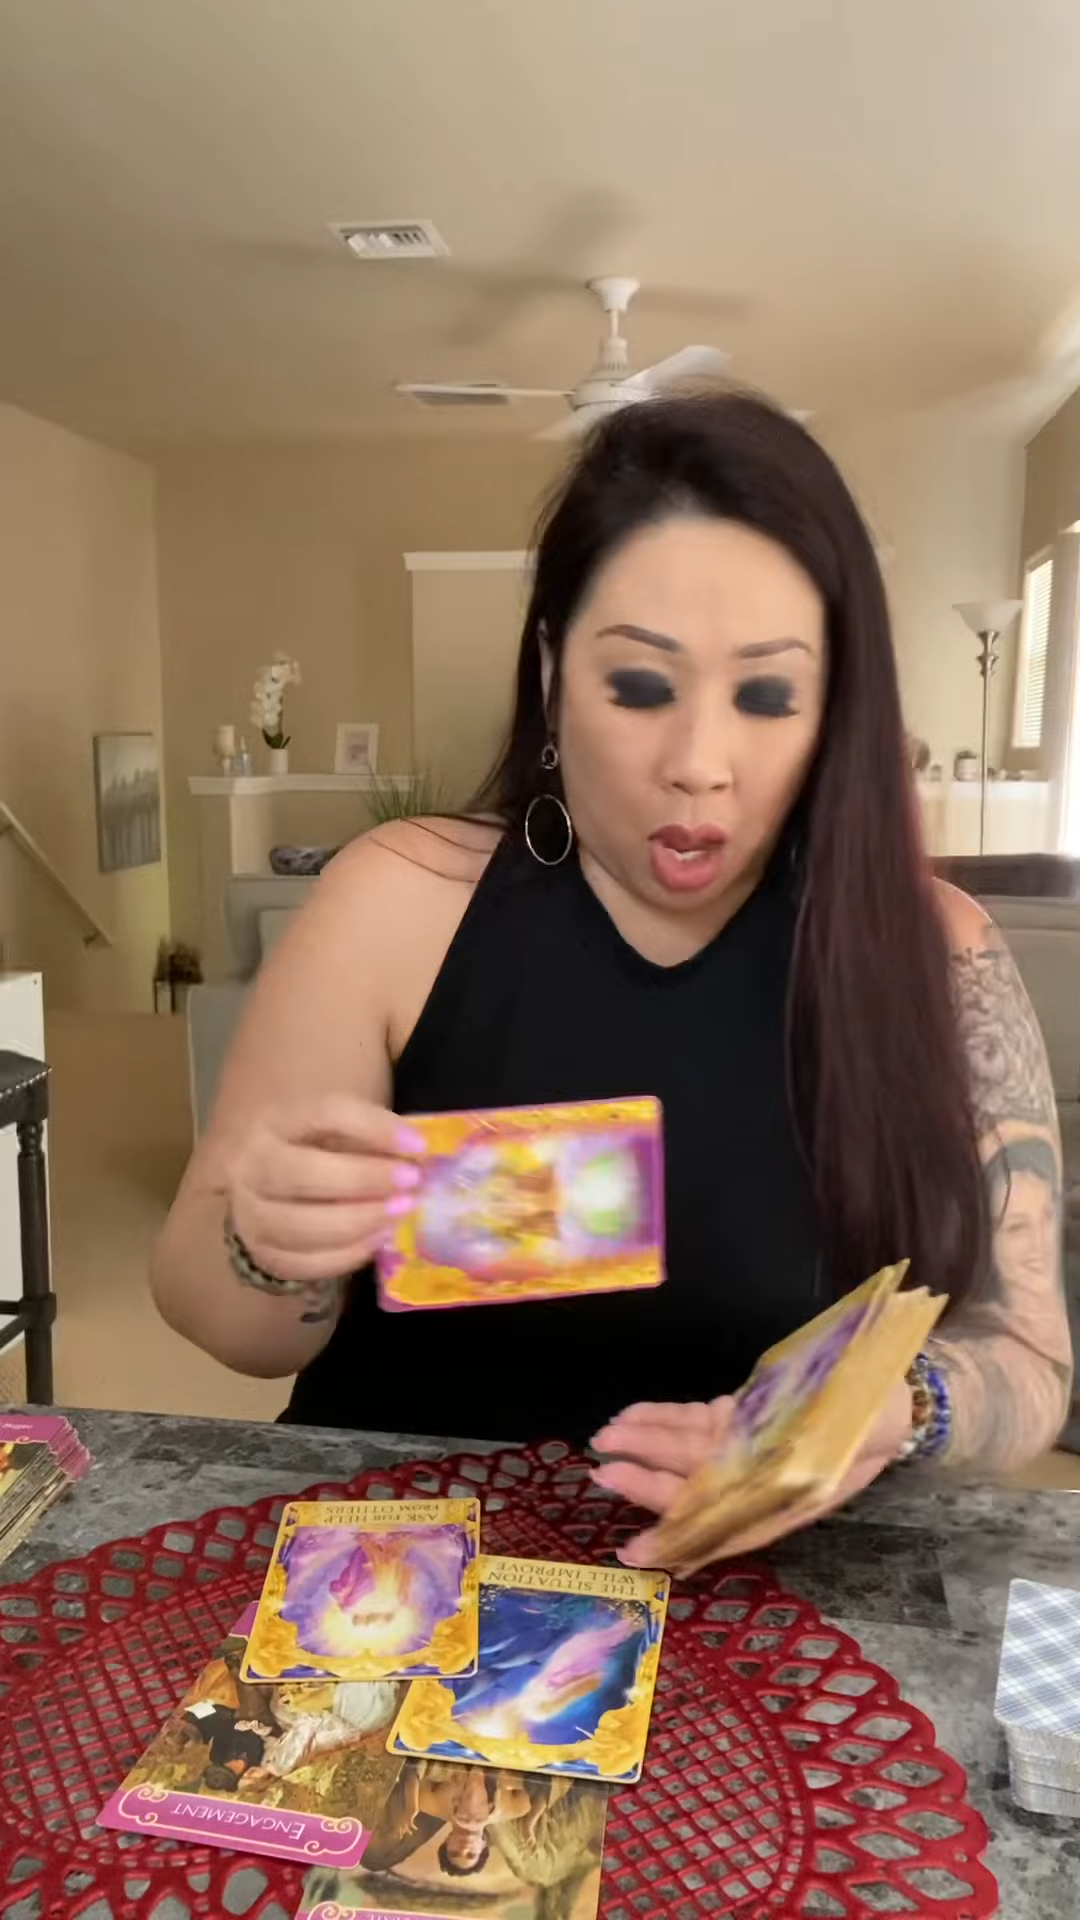 ASK FOR HELP
FROM OTHERS
THE SITUATION
WILL IMPROVE
ENGAGEMENT